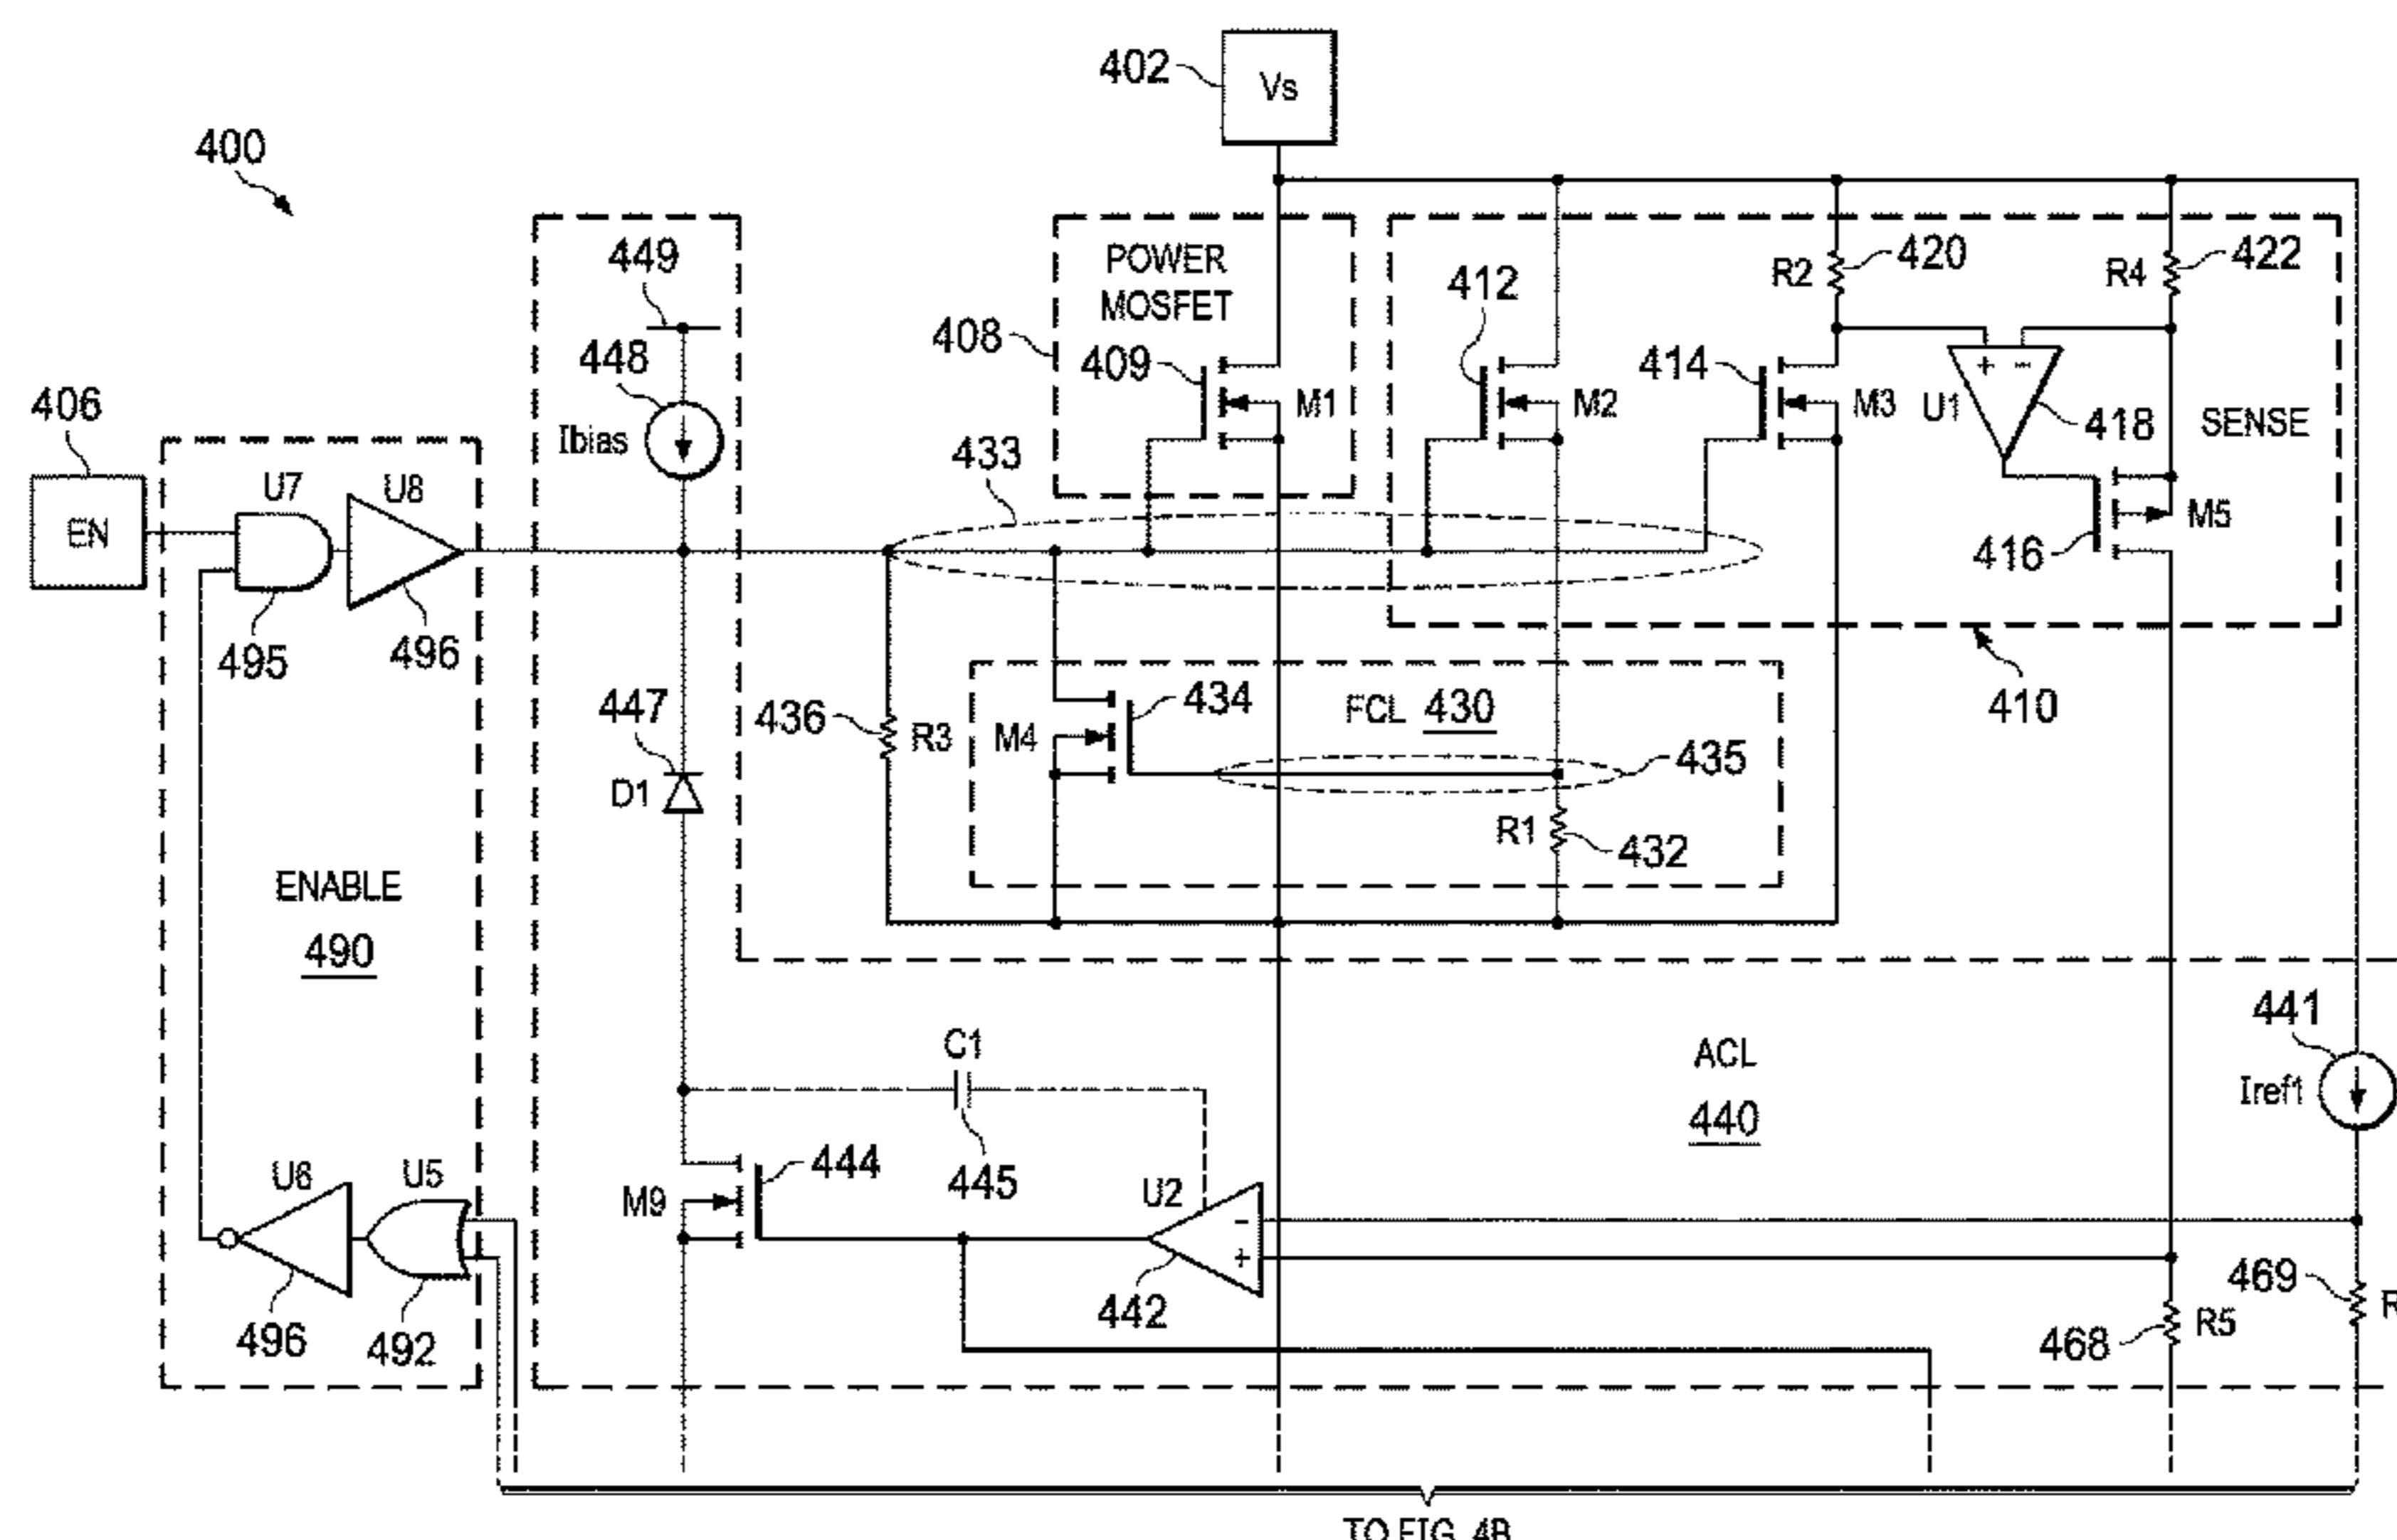 402
Vs
400
449
POWER
MOSFET
412
R2
420
R4
422
448
408
409
414
406
Ibias
M1
M2
M3
U1
418
SENSE
433
EN
U7
U8
M5
416
495
496
447
436
R3
M4
434
FCL 430
410
435
D1
R1
432
ENABLE
490
441
C1
ACL
440
Iref1
U6
U5
M9
444
445
U2
469
R
496
492
442
468
R5
TO FIG. 4B